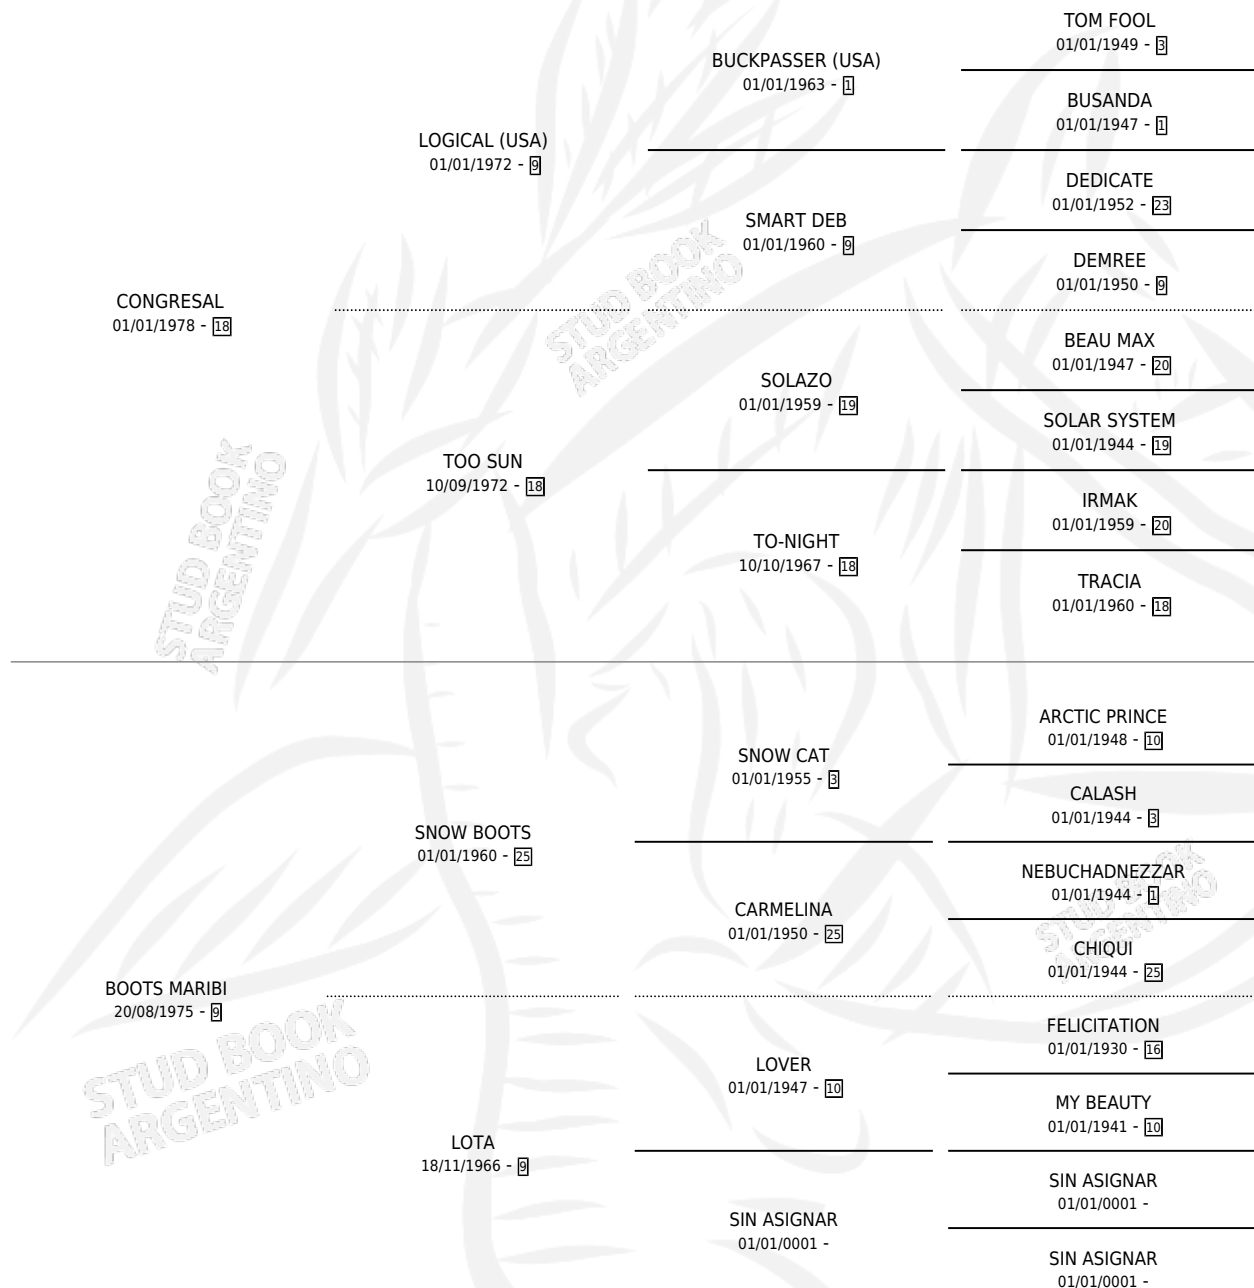 TOM FOOL
01/01/1949 - 3
BUCKPASSER (USA)
01/01/1963 - 1
BUSANDA
01/01/1947 - 1
LOGICAL (USA)
01/01/1972 - 9
DEDICATE
01/01/1952 - 23
SMART DEB
01/01/1960 - 9
DEMREE
01/01/1950 - 9
CONGRESAL
01/01/1978 - 18
BEAU MAX
01/01/1947 - 20
SOLAZO
01/01/1959 - 19
SOLAR SYSTEM
01/01/1944 - 19
TOO SUN
10/09/1972 - 18
IRMAK
01/01/1959 - 20
TO-NIGHT
10/10/1967 - 18
TRACIA
01/01/1960 - 18
ARCTIC PRINCE
01/01/1948 - 10
SNOW CAT
01/01/1955 - 3
CALASH
01/01/1944 - 3
SNOW BOOTS
01/01/1960 - 25
NEBUCHADNEZZAR
01/01/1944 - 1
CARMELINA
01/01/1950 - 25
CHIQUI
01/01/1944 - 25
BOOTS MARIBI
20/08/1975 - 9
FELICITATION
01/01/1930 - 16
LOVER
01/01/1947 - 10
MY BEAUTY
01/01/1941 - 10
LOTA
18/11/1966 - 9
SIN ASIGNAR
01/01/0001 -
SIN ASIGNAR
01/01/0001 -
SIN ASIGNAR
01/01/0001 -
STUD BOOK
ARGENTINO
STUD BOOK
ARGENTINO
STUD BOOK
ARGENTINO
STUD BOOK
ARGENTINO